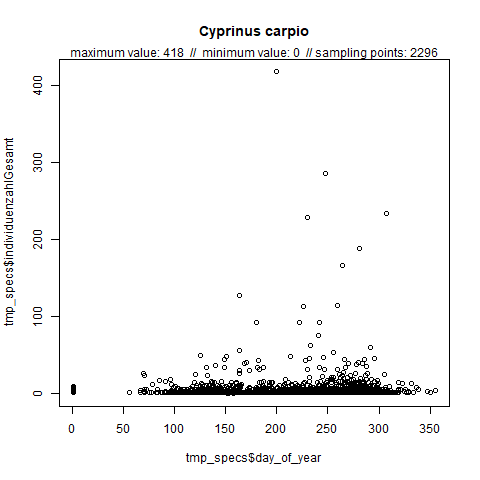 Cyprinus carpio
maximum value: 418 // minimum value: 0 // sampling points: 2296
tmp_specs$individuenzahlGesamt
400
300
200
100
0
0 50 100 150 200 250 300 350
tmp_specs$day_of_year